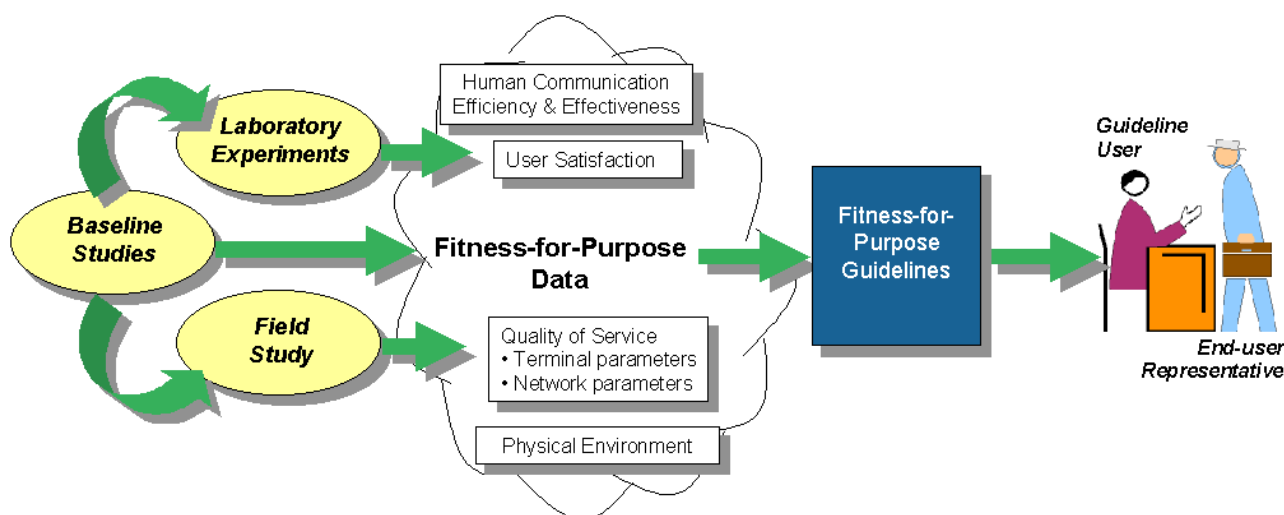 Human Communication
Efficiency & Effectiveness
Laboratory
Experiments
User Satisfaction
Guideline
User
Baseline
Studies
Fitness-for-Purpose
Data
Fitness-for-
Purpose
Guidelines
Field
Study
Quality of Service
• Terminal parameters
• Network parameters
Physical Environment
End-user
Representative